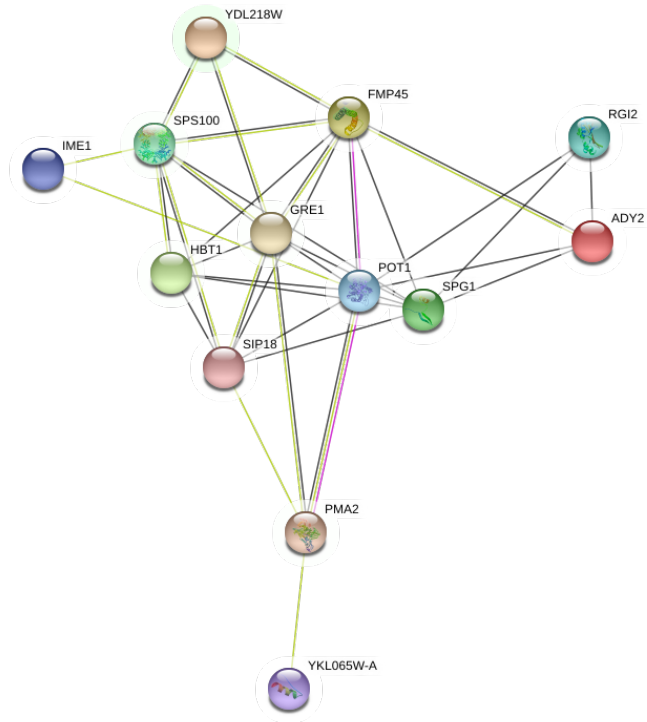 YDL218W
FMP45
RGI2
SPS100
IME1
GRE1
ADY2
HBT1
POT1
SPG1
SIP18
PMA2
YKL065W-A